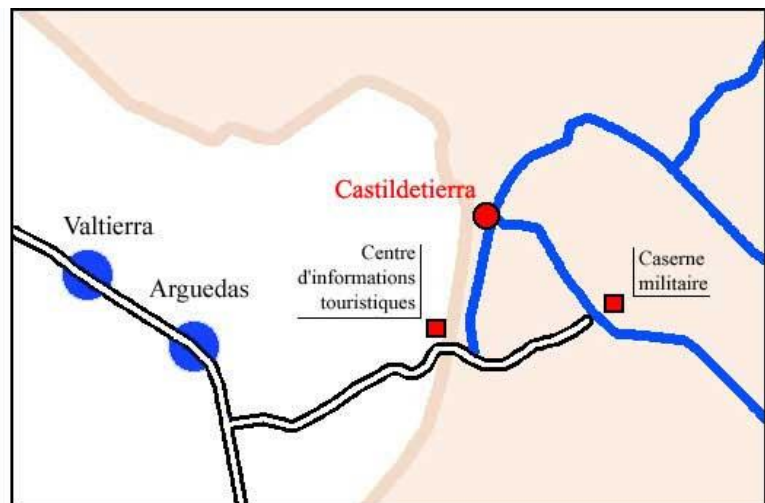 Castildetierra
Valtierra
Centre
d'informations
touristiques
Caserne
militaire
Arguedas